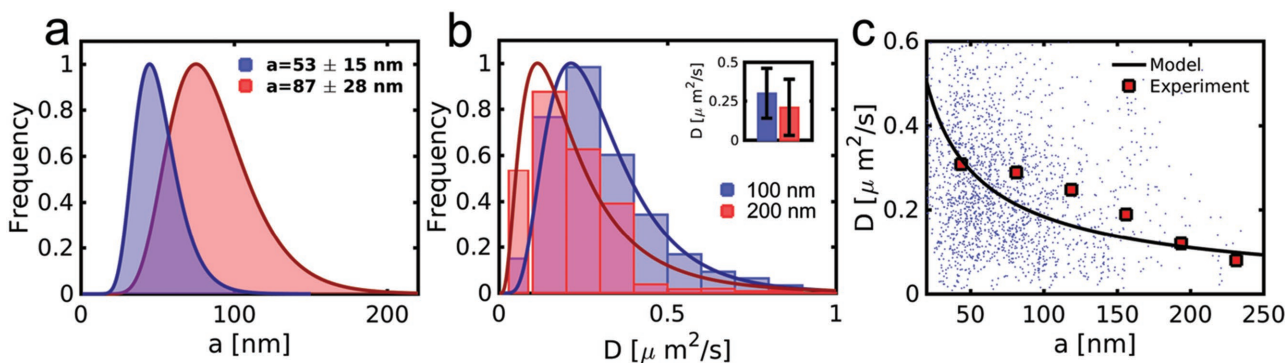 a
Frequency
1
0.8
0.6
0.4
0.2
0
0
100
200
a [nm]
a=53 ± 15 nm
a=87 ± 28 nm
b
Frequency
1
0.8
0.6
0.4
0.2
0
0
0.5
1
D [μ m²/s]
D [μ m²/s]
0.5
0.25
0
100 nm
200 nm
c
D [μ m²/s]
0.6
0.4
0.2
0
50
100
150
200
250
a [nm]
Model
Experiment